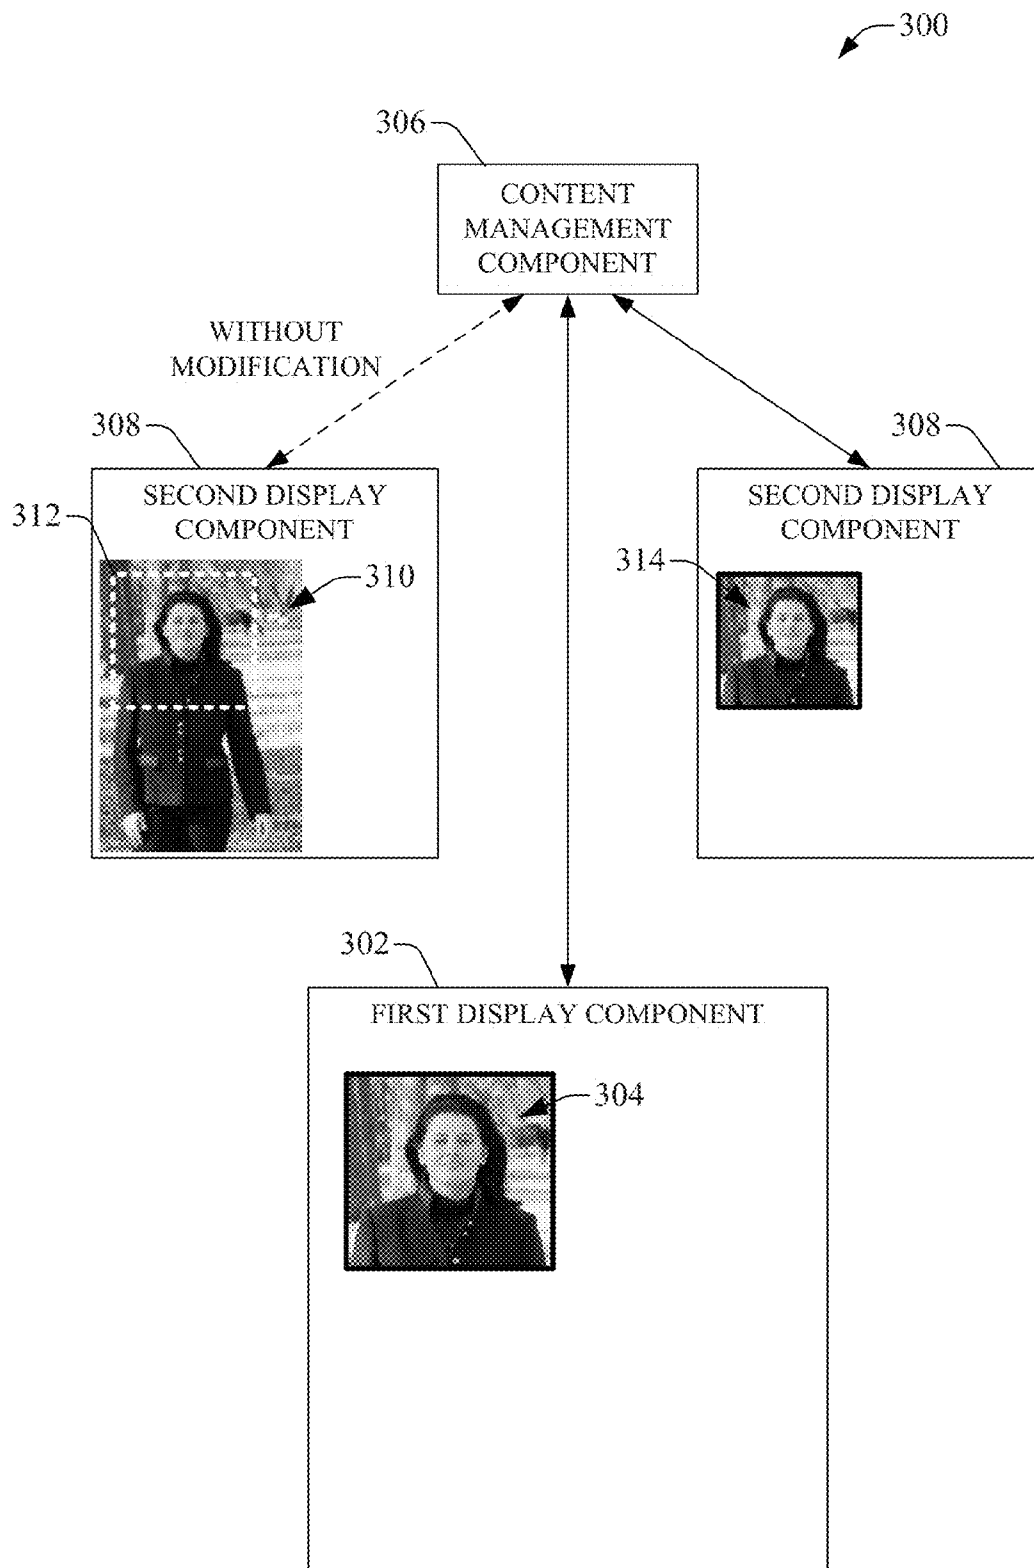 300
306
CONTENT
MANAGEMENT
COMPONENT
WITHOUT
MODIFICATION
308
308
SECOND DISPLAY
COMPONENT
SECOND DISPLAY
COMPONENT
312
310
314
302
FIRST DISPLAY COMPONENT
304